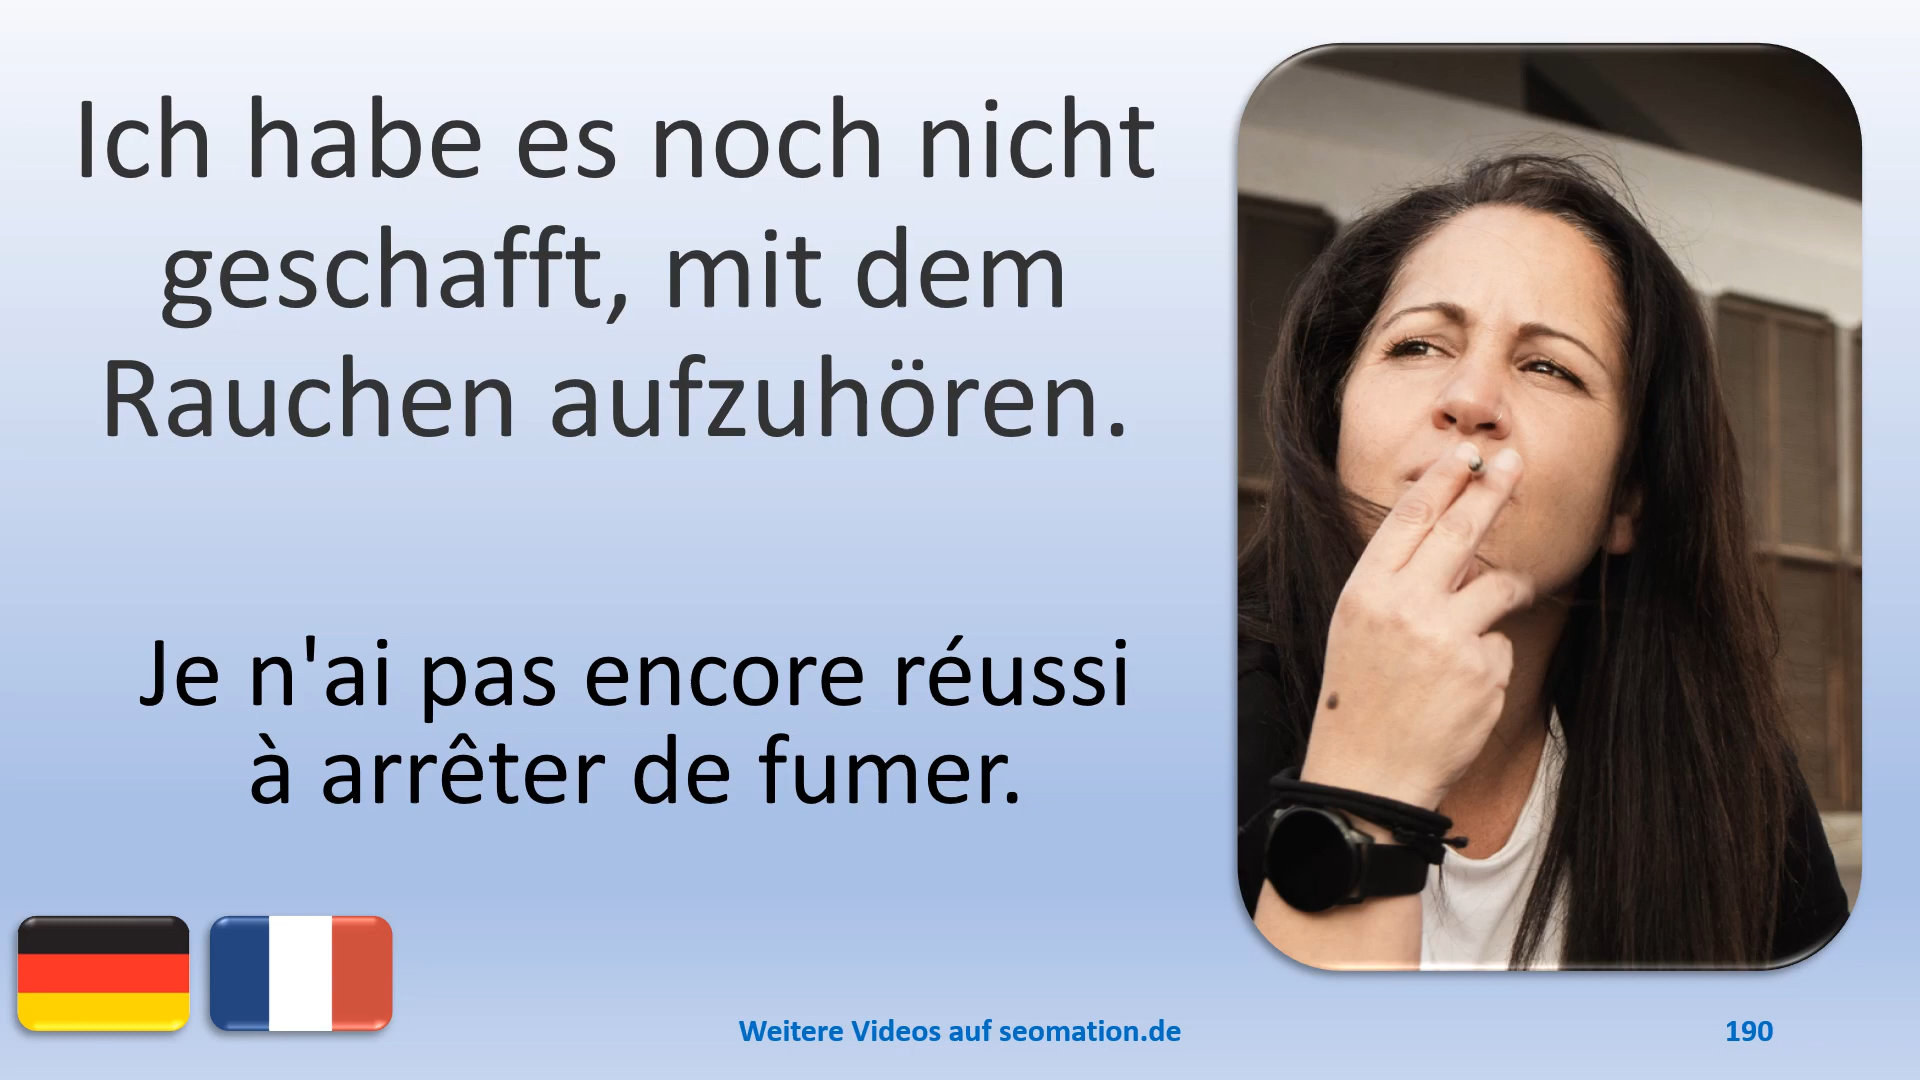 Ich habe es noch nicht
geschafft, mit dem
Rauchen aufzuhören.
Je n'ai pas encore réussi
à arrêter de fumer.
Weitere Videos auf seomation.de
190